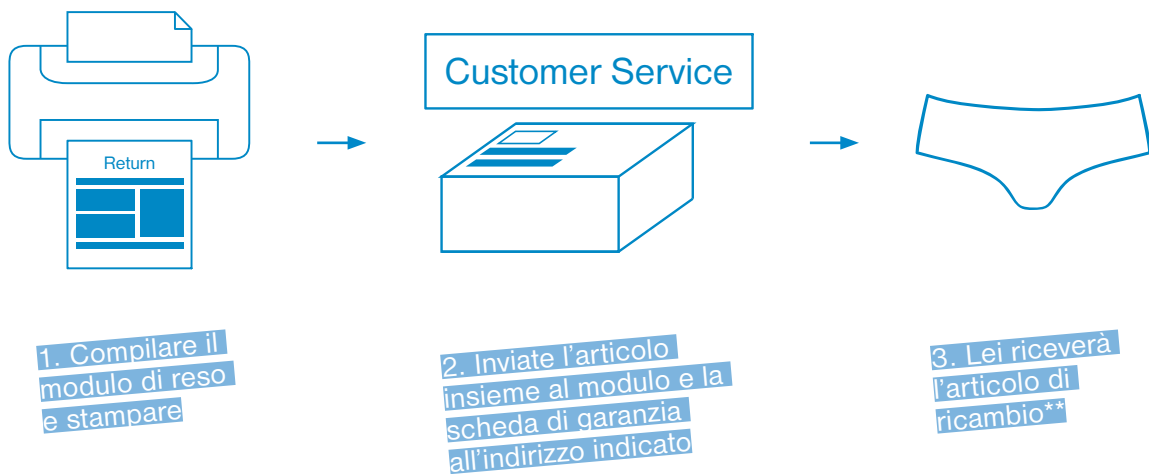 Return
Customer Service
1. Compilare il
modulo di reso
e stampare
2. Inviate l’articolo
insieme al modulo e la
scheda di garanzia
all’indirizzo indicato
3. Lei riceverà
l’articolo di
ricambio**